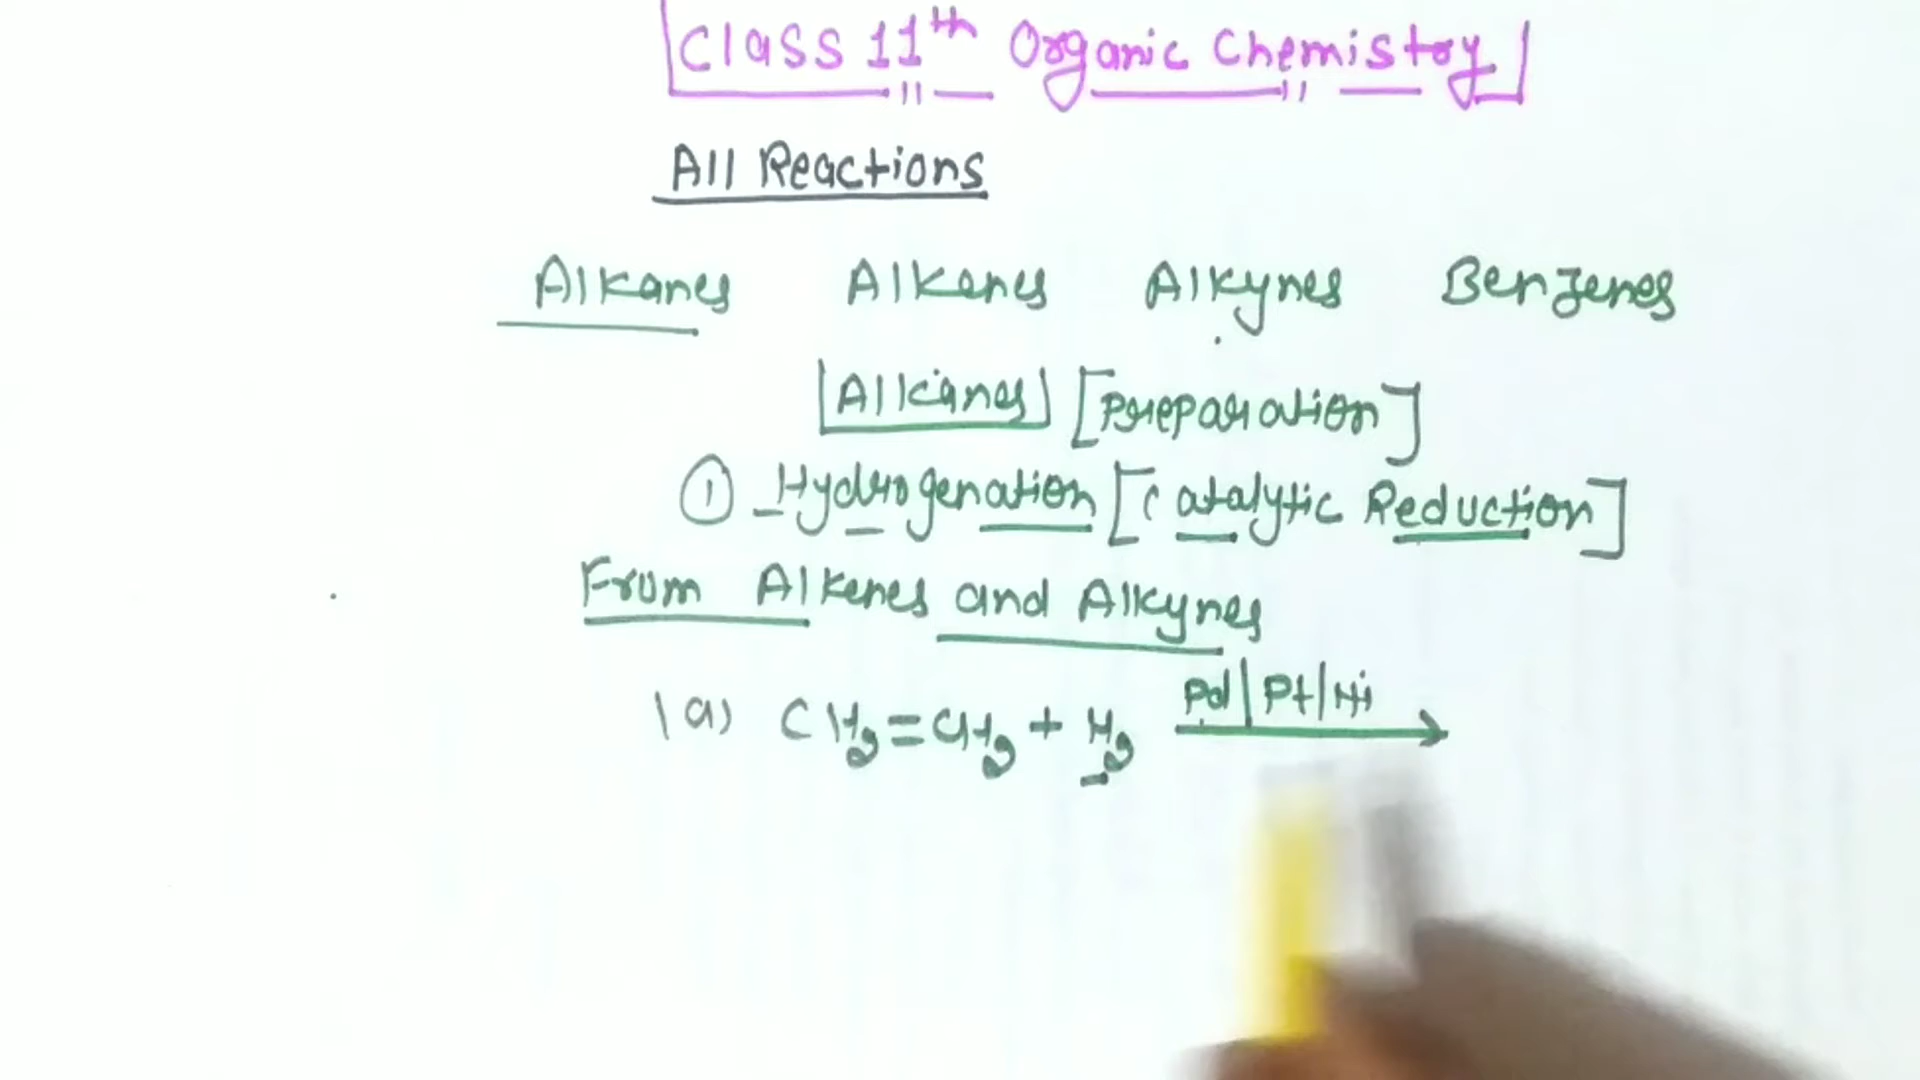 Class 11th Organic Chemistry
All Reactions
Alkanes Alkenes Alkynes Benzenes
Alkanes [Preparation]
① Hydrogenation [Catalytic Reduction]
From Alkenes and Alkynes
(a) CH₂=CH₂ + H₂ Pd|Pt|Ni →